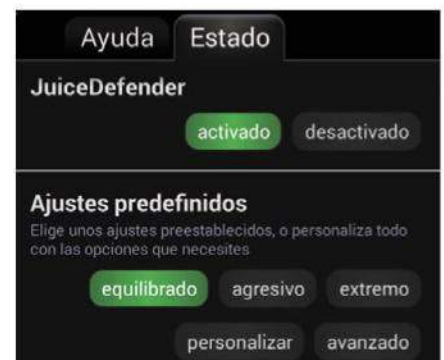 Ayuda Estado
JuiceDefender
activado desactivado
Ajustes predefinidos
Elige unos ajustes preestablecidos, o personaliza todo
con las opciones que necesites
equilibrado agresivo extremo
personalizar avanzado